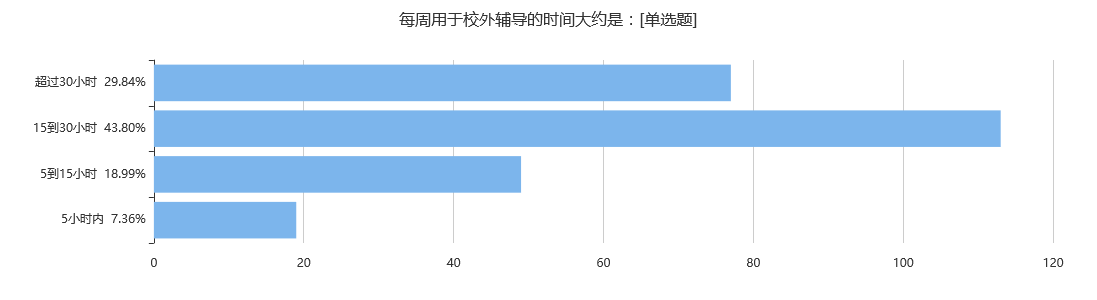 每周用于校外辅导的时间大约是：[单选题]
超过30小时 29.84%
15到30小时 43.80%
5到15小时 18.99%
5小时内 7.36%
0 20 40 60 80 100 120